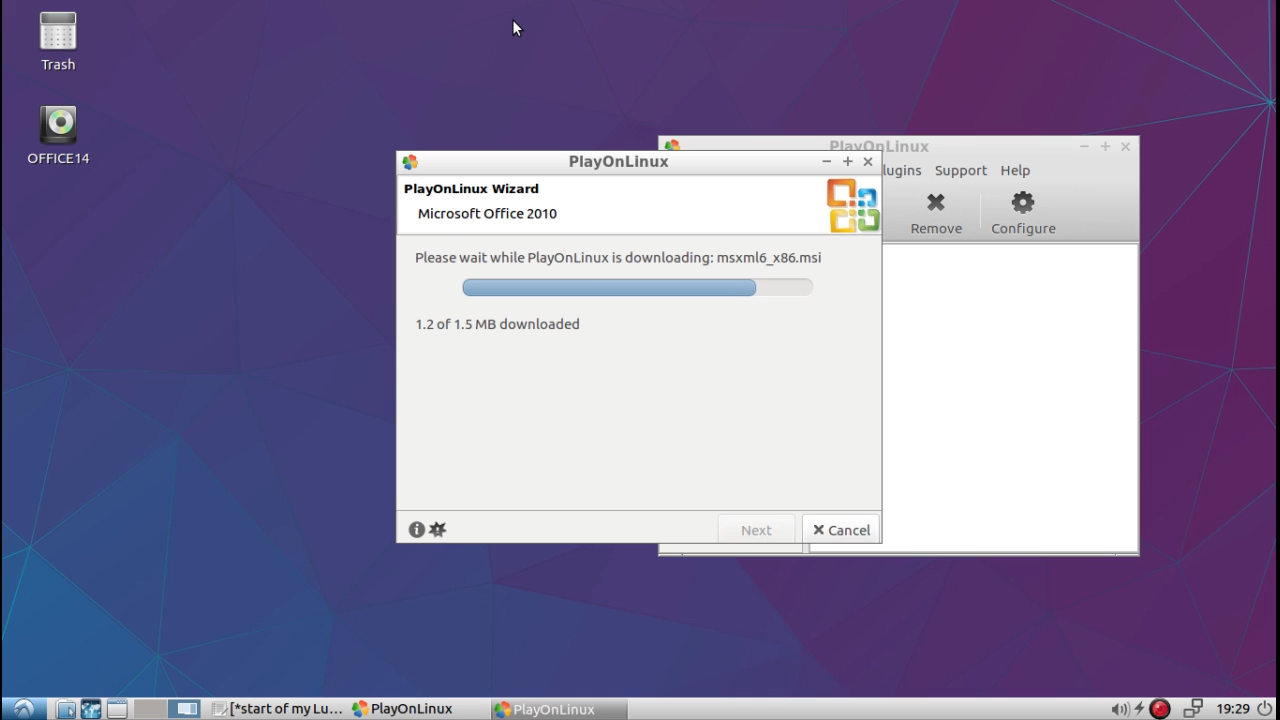 Trash
OFFICE14
PlayOnLinux
lugins Support Help
Remove Configure
PlayOnLinux
PlayOnLinux Wizard
Microsoft Office 2010
Please wait while PlayOnLinux is downloading: msxml6_x86.msi
1.2 of 1.5 MB downloaded
Next Cancel
[*start of my Lu... PlayOnLinux PlayOnLinux 19:29